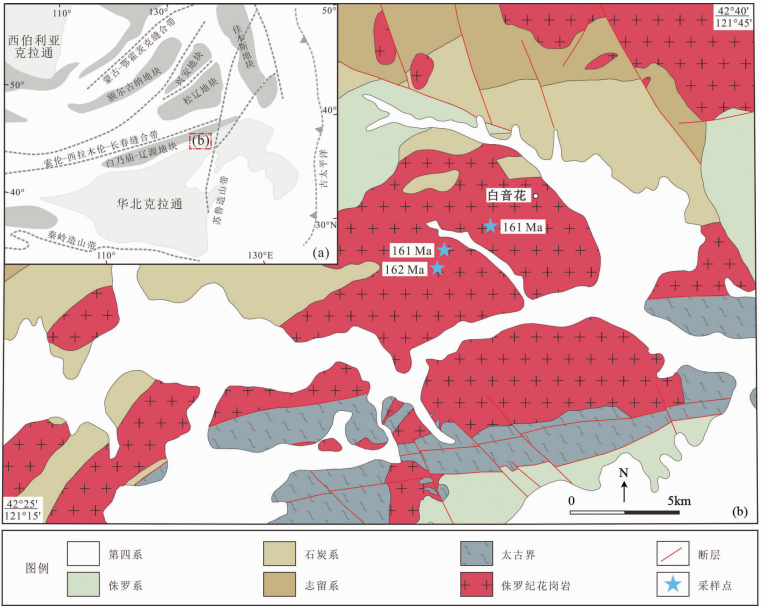 110°
130°
50°
西伯利亚
克拉通
蒙古-鄂霍茨克缝合带
额尔古纳地块
兴安地块
松辽地块
佳木斯地块
50°
40°
索伦-西拉木伦-长春缝合带
(b)
白乃庙-辽源地块
古太平洋
40°
华北克拉通
苏鲁造山带
30°N
秦岭造山带
(a)
110°
130°E
42°40′
121°45′
白音花
161 Ma
161 Ma
162 Ma
42°25′
121°15′
N
0
5km
(b)
图例
第四系
石炭系
太古界
断层
侏罗系
志留系
侏罗纪花岗岩
采样点